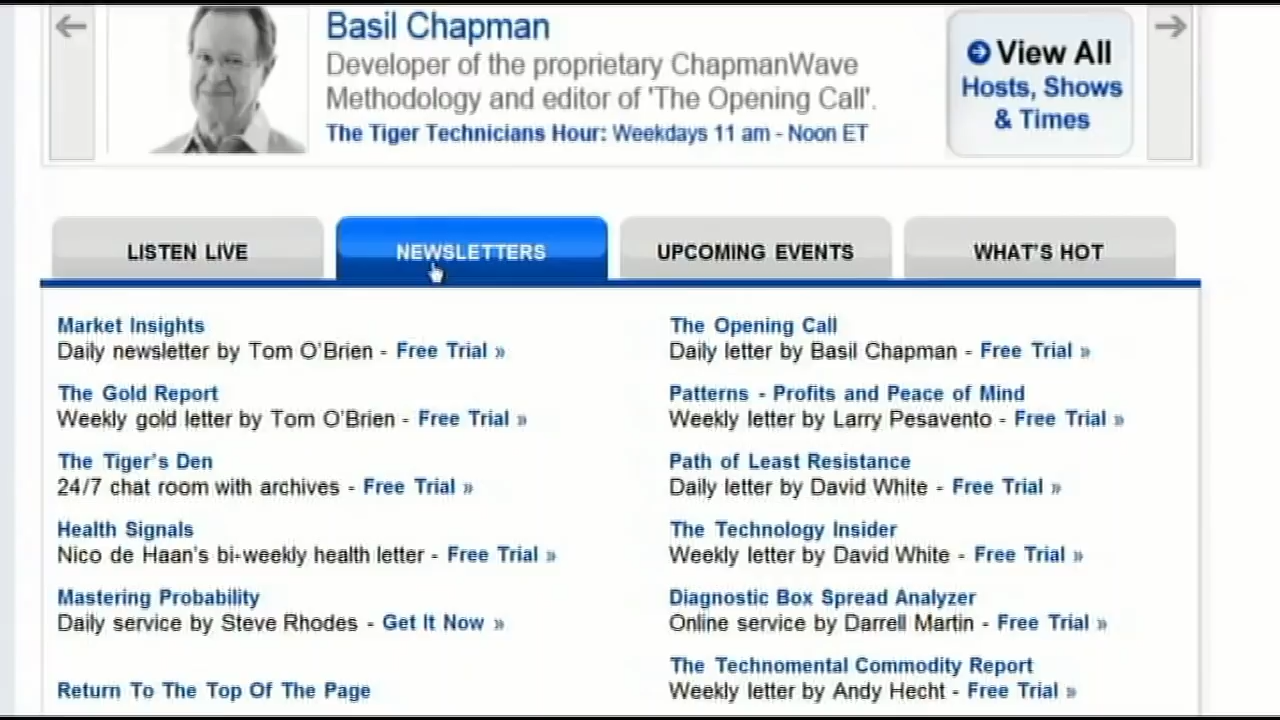 Basil Chapman
Developer of the proprietary ChapmanWave
Methodology and editor of 'The Opening Call'.
The Tiger Technicians Hour: Weekdays 11 am - Noon ET
View All
Hosts, Shows
& Times
LISTEN LIVE
NEWSLETTERS
UPCOMING EVENTS
WHAT'S HOT
Market Insights
Daily newsletter by Tom O'Brien - Free Trial »
The Gold Report
Weekly gold letter by Tom O'Brien - Free Trial »
The Tiger's Den
24/7 chat room with archives - Free Trial »
Health Signals
Nico de Haan's bi-weekly health letter - Free Trial »
Mastering Probability
Daily service by Steve Rhodes - Get It Now »
Return To The Top Of The Page
The Opening Call
Daily letter by Basil Chapman - Free Trial »
Patterns - Profits and Peace of Mind
Weekly letter by Larry Pesavento - Free Trial »
Path of Least Resistance
Daily letter by David White - Free Trial »
The Technology Insider
Weekly letter by David White - Free Trial »
Diagnostic Box Spread Analyzer
Online service by Darrell Martin - Free Trial »
The Technomental Commodity Report
Weekly letter by Andy Hecht - Free Trial »